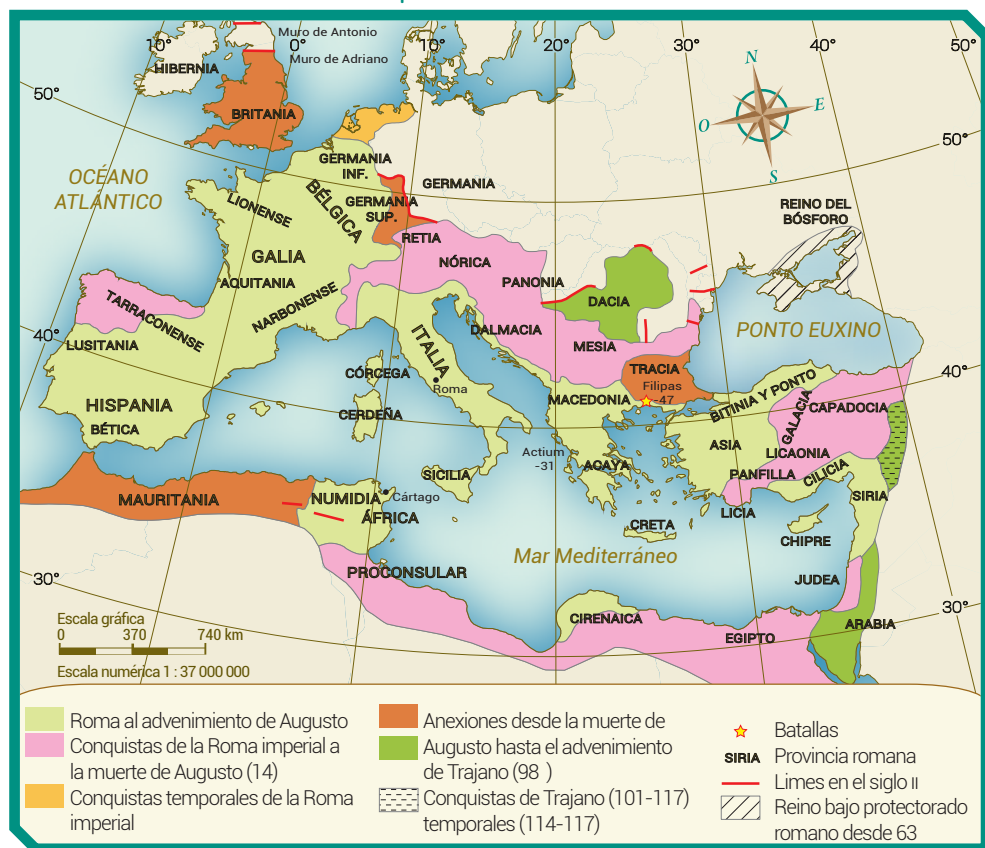 Muro de Antonio
10°
0°
10°
20°
30°
40°
50°
Muro de Adriano
HIBERNIA
N
50°
BRITANIA
O
E
50°
S
OCÉANO
ATLÁNTICO
GERMANIA
INF.
GERMANIA
BÉLGICA
LIONENSE
GERMANIA
SUP.
REINO DEL
BÓSFORO
RETIA
GALIA
NÓRICA
AQUITANIA
PANONIA
NARBONENSE
DACIA
TARRACONENSE
40°
LUSITANIA
ITALIA
DALMACIA
MESIA
PONTO EUXINO
CÓRCEGA
TRACIA
40°
Roma
Filipas
-47
MACEDONIA
BITINIA Y PONTO
HISPANIA
CERDEÑA
GALACIA
CAPADOCIA
BÉTICA
Actium
-31
ASIA
LICAONIA
ACAYA
SICILIA
PANFILLA
CILICIA
MAURITANIA
NUMIDIA
Cártago
SIRIA
ÁFRICA
LICIA
CRETA
CHIPRE
Mar Mediterráneo
30°
PROCONSULAR
JUDEA
30°
CIRENAICA
ARABIA
EGIPTO
Escala gráfica
0 370 740 km
Escala numérica 1 : 37 000 000
Roma al advenimiento de Augusto
Conquistas de la Roma imperial a
la muerte de Augusto (14)
Conquistas temporales de la Roma
imperial
Anexiones desde la muerte de
Augusto hasta el advenimiento
de Trajano (98 )
Conquistas de Trajano (101-117)
temporales (114-117)
Batallas
SIRIA Provincia romana
Limes en el siglo II
Reino bajo protectorado
romano desde 63